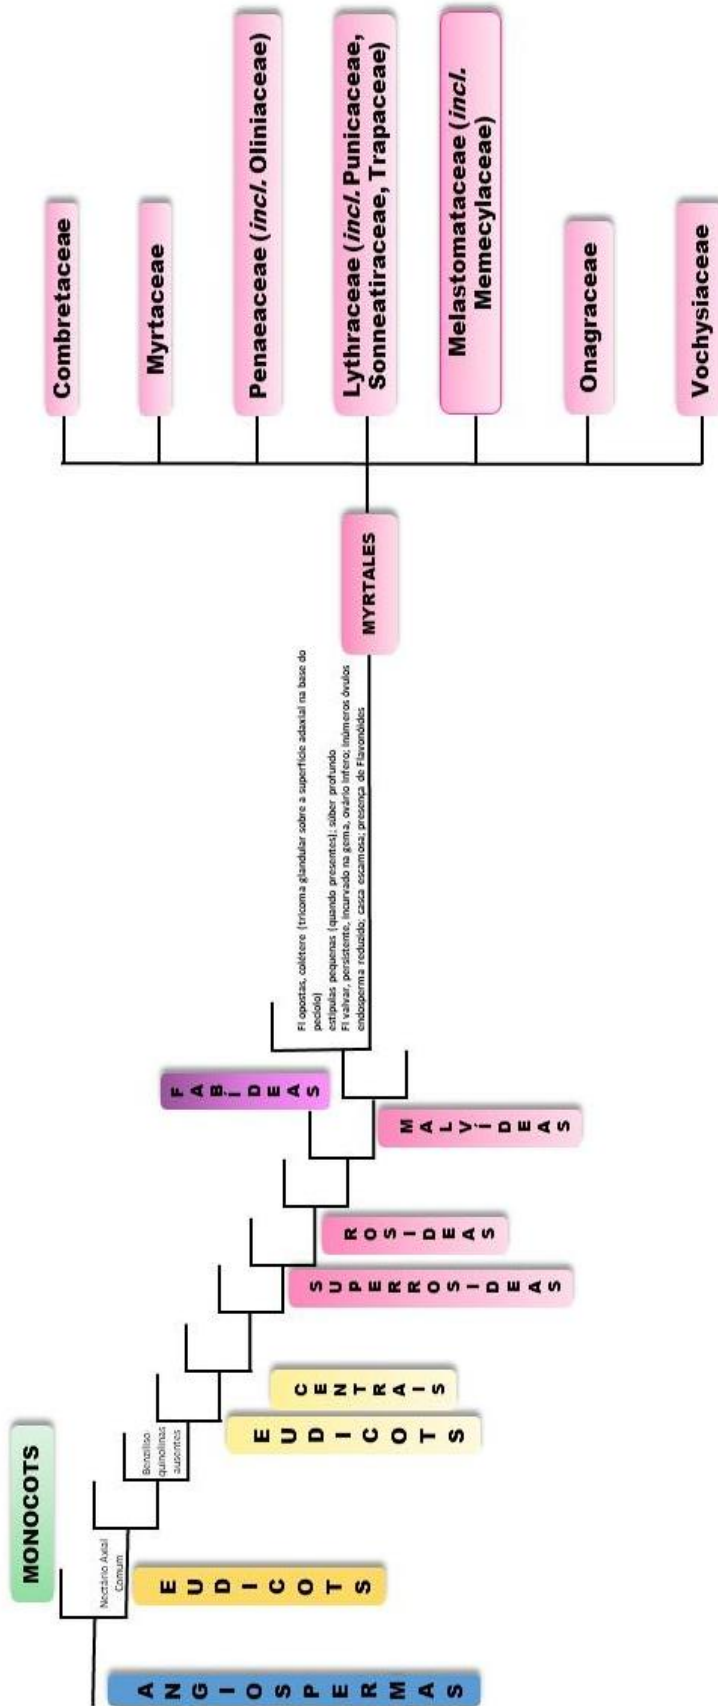 MONOCOTS
ANGIOSPERMAS
EUDICOTS
Nectário Axial
Comum
Benziliso
quinolinas
ausentes
EUDICOTS
CENTRAIS
SUPERROSIDEAS
ROSIDEAS
MALVÍDEAS
FABÍDEAS
Fl opostas, colétere (tricoma glandular sobre a superfície adaxial na base do
pecíolo)
estípulas pequenas (quando presentes); súber profundo
Fl valvar, persistente, incurvado na gema, ovário ínfero; inúmeros óvulos
endosperma reduzido; casca escamosa; presença de Flavonóides
MYRTALES
Combretaceae
Myrtaceae
Penaeaceae (incl. Oliniaceae)
Lythraceae (incl. Punicaceae,
Sonneatiraceae, Trapaceae)
Melastomataceae (incl.
Memecylaceae)
Onagraceae
Vochysiaceae